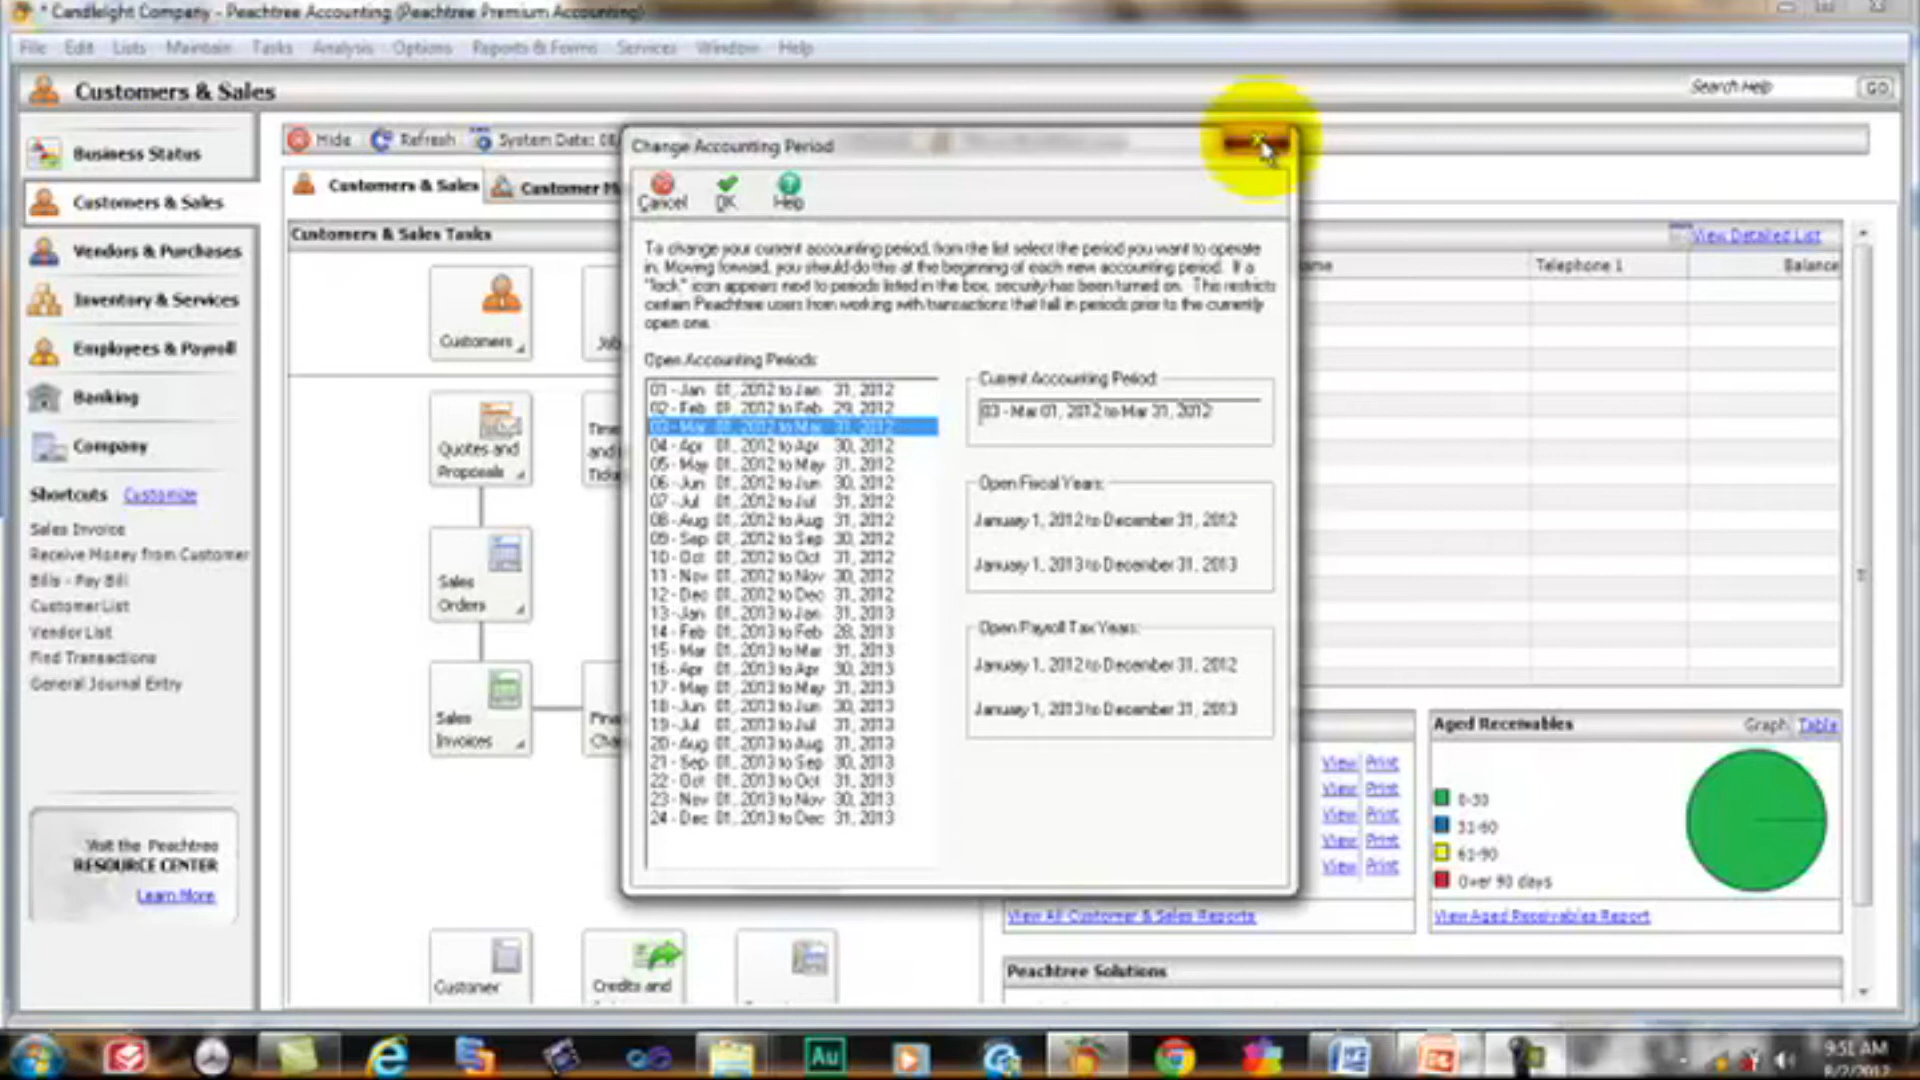 * Candlelight Company - Peachtree Accounting (Peachtree Premium Accounting)
File Edit Lists Maintain Tasks Analysis Options Reports & Forms Services Window Help
Customers & Sales
Search Help
GO
Business Status
Customers & Sales
Vendors & Purchases
Inventory & Services
Employees & Payroll
Banking
Company
Shortcuts Customize
Sales Invoice
Receive Money from Customer
Bills - Pay Bill
Customer List
Vendor List
Find Transactions
General Journal Entry
Visit the Peachtree
RESOURCE CENTER
Learn More
Hide Refresh System Date:
Customers & Sales
Customer
Customers & Sales Tasks
Customers
Quotes and
Proposals
Time
and
Sales
Orders
Sales
Invoices
Customer
Credits and
Change Accounting Period
Cancel OK Help
To change your current accounting period, from the list select the period you want to operate
in. Moving forward, you should do this at the beginning of each new accounting period. If a
"lock" icon appears next to periods listed in the box, security has been turned on. This restricts
certain Peachtree users from working with transactions that fall in periods prior to the currently
open one.
Open Accounting Periods:
01 - Jan 01, 2012 to Jan 31, 2012
02 - Feb 01, 2012 to Feb 29, 2012
03 - Mar 01, 2012 to Mar 31, 2012
04 - Apr 01, 2012 to Apr 30, 2012
05 - May 01, 2012 to May 31, 2012
06 - Jun 01, 2012 to Jun 30, 2012
07 - Jul 01, 2012 to Jul 31, 2012
08 - Aug 01, 2012 to Aug 31, 2012
09 - Sep 01, 2012 to Sep 30, 2012
10 - Oct 01, 2012 to Oct 31, 2012
11 - Nov 01, 2012 to Nov 30, 2012
12 - Dec 01, 2012 to Dec 31, 2012
13 - Jan 01, 2013 to Jan 31, 2013
14 - Feb 01, 2013 to Feb 28, 2013
15 - Mar 01, 2013 to Mar 31, 2013
16 - Apr 01, 2013 to Apr 30, 2013
17 - May 01, 2013 to May 31, 2013
18 - Jun 01, 2013 to Jun 30, 2013
19 - Jul 01, 2013 to Jul 31, 2013
20 - Aug 01, 2013 to Aug 31, 2013
21 - Sep 01, 2013 to Sep 30, 2013
22 - Oct 01, 2013 to Oct 31, 2013
23 - Nov 01, 2013 to Nov 30, 2013
24 - Dec 01, 2013 to Dec 31, 2013
Current Accounting Period:
03 - Mar 01, 2012 to Mar 31, 2012
Open Fiscal Years:
January 1, 2012 to December 31, 2012
January 1, 2013 to December 31, 2013
Open Payroll Tax Years:
January 1, 2012 to December 31, 2012
January 1, 2013 to December 31, 2013
View Detailed List
Telephone 1 Balance
View Print
View Print
View Print
View Print
View Print
View All Customer & Sales Reports
Aged Receivables
Graph Table
0-30
31-60
61-90
Over 90 days
View Aged Receivables Report
Peachtree Solutions
Au
9:51 AM
8/2/2012